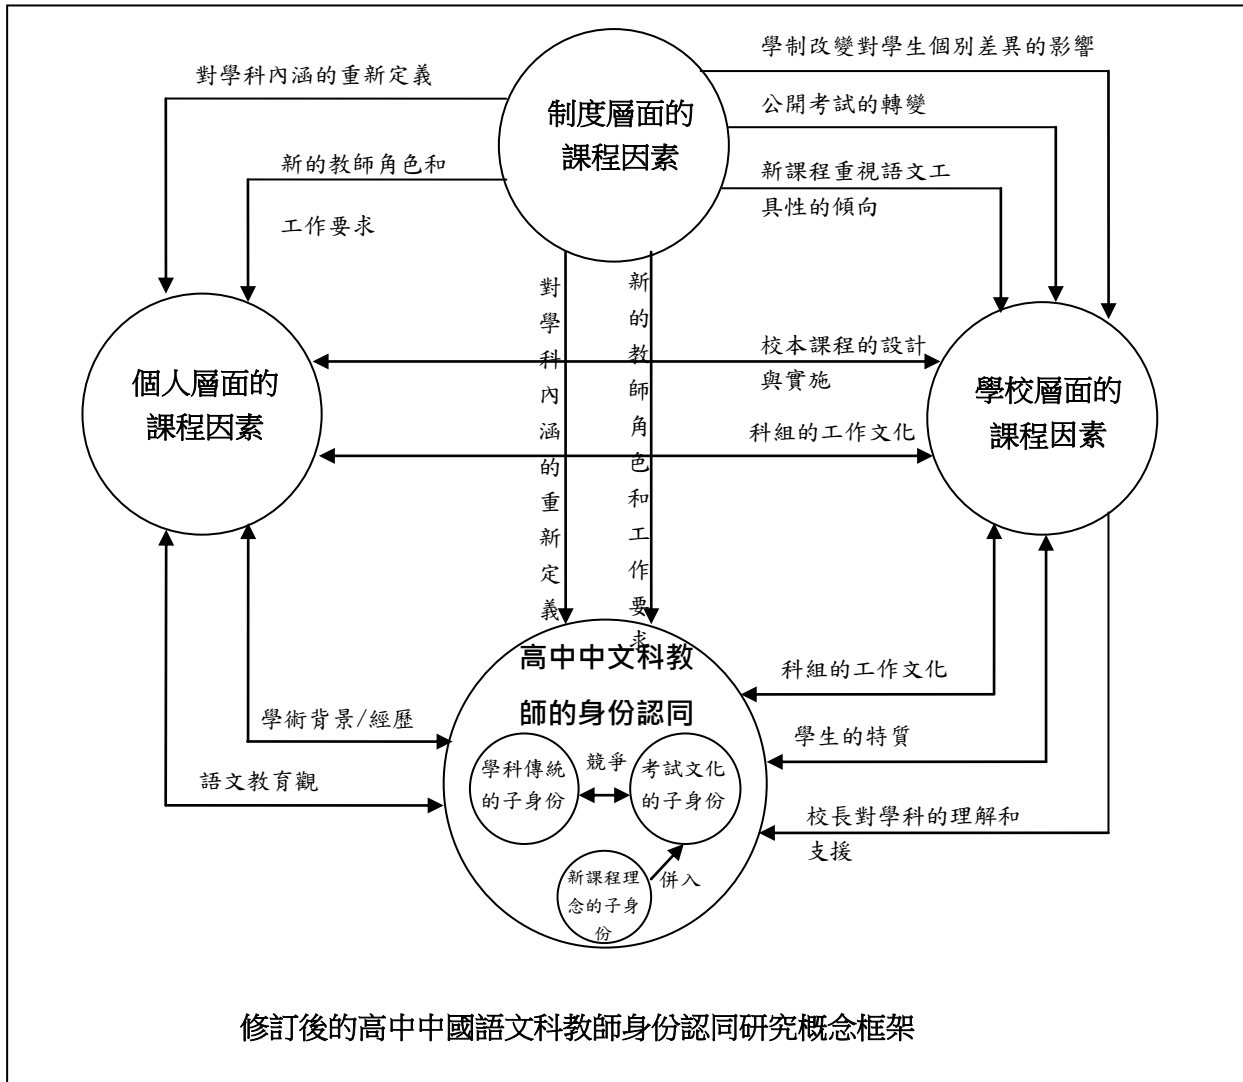 學制改變對學生個別差異的影響
對學科內涵的重新定義
制度層面的
課程因素
公開考試的轉變
新的教師角色和
工作要求
新課程重視語文工
具性的傾向
對學科內涵的重新定義
新的教師角色和工作要求
個人層面的
課程因素
校本課程的設計
與實施
學校層面的
課程因素
科組的工作文化
高中中文科教
師的身份認同
科組的工作文化
學術背景/經歷
學生的特質
語文教育觀
學科傳統
的子身份
競爭
考試文化
的子身份
校長對學科的理解和
支援
新課程理
念的子身
份
併入
修訂後的高中中國語文科教師身份認同研究概念框架